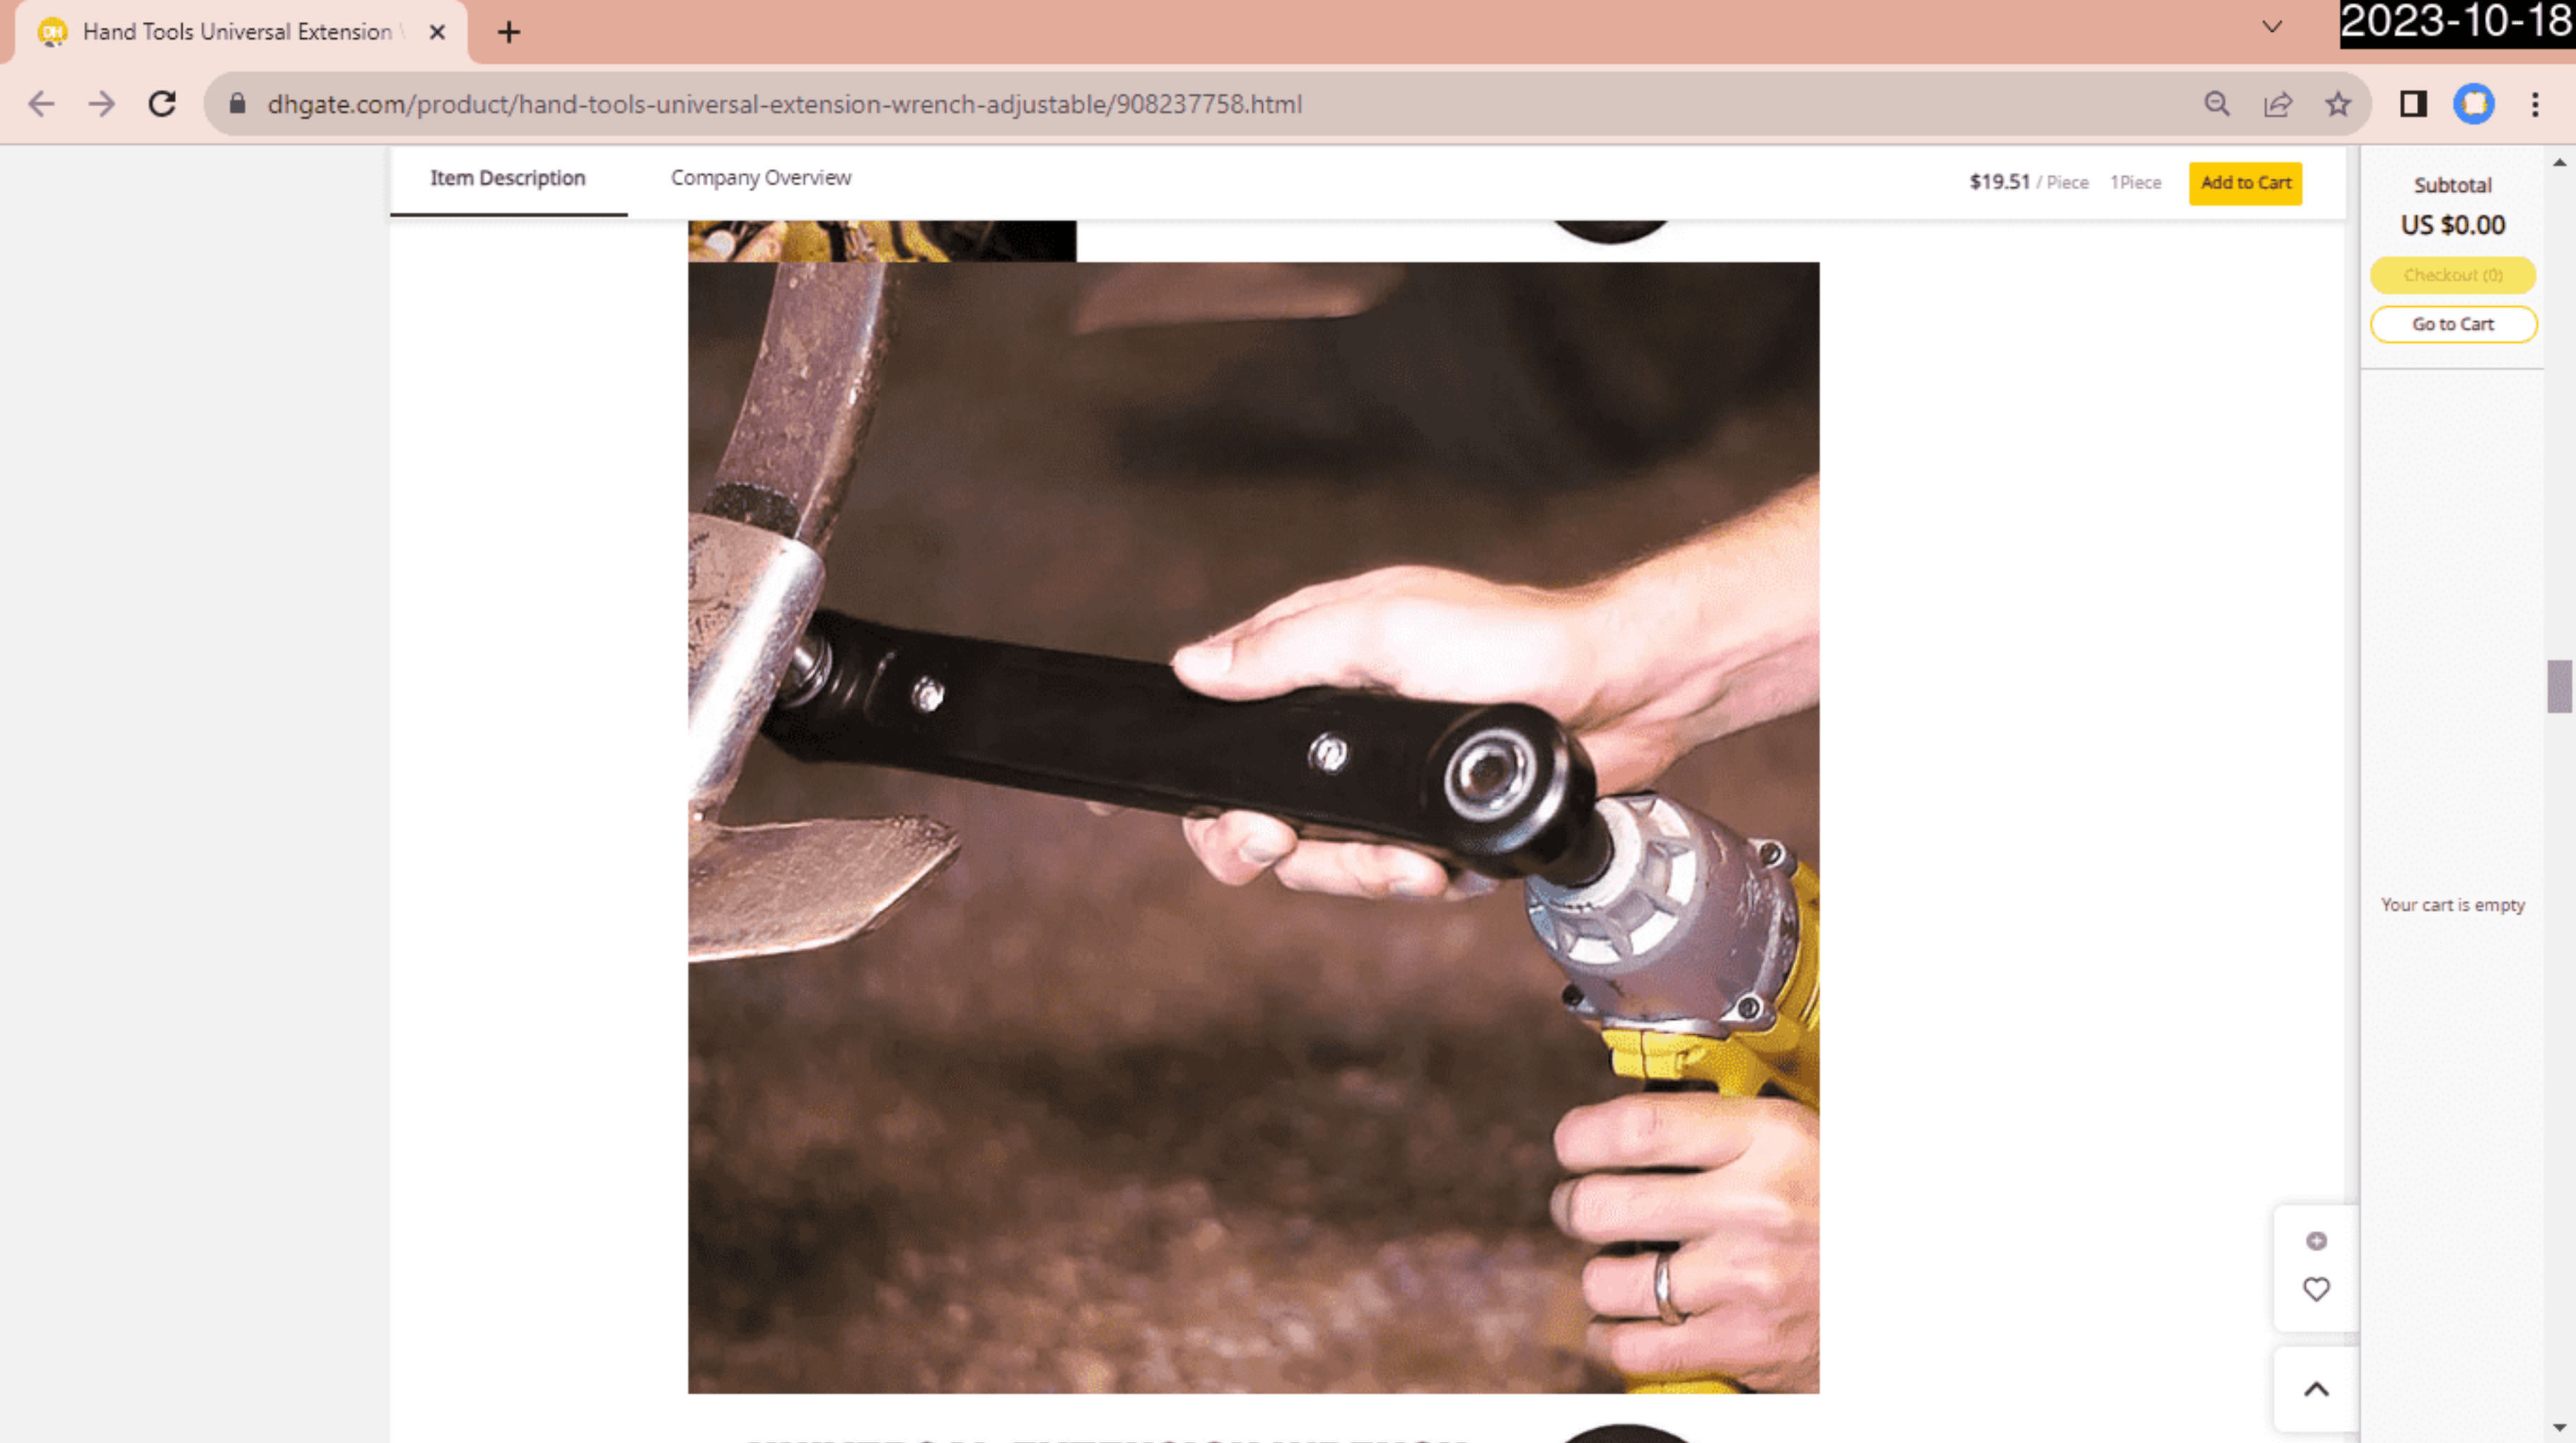 Hand Tools Universal Extension
2023-10-18
dhgate.com/product/hand-tools-universal-extension-wrench-adjustable/908237758.html
Item Description
Company Overview
$19.51 / Piece 1Piece
Add to Cart
Subtotal
US $0.00
Checkout (0)
Go to Cart
Your cart is empty